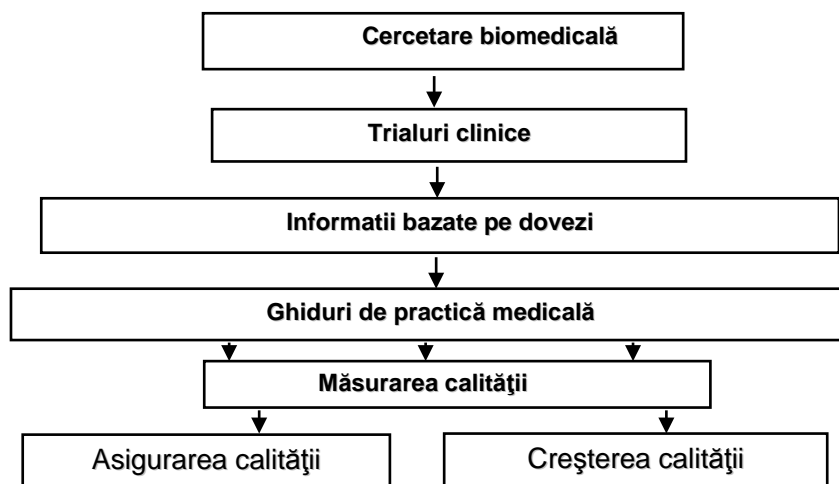 Cercetare biomedicală
Trialuri clinice
Informatii bazate pe dovezi
Ghiduri de practică medicală
Măsurarea calităţii
Asigurarea calităţii
Creşterea calităţii